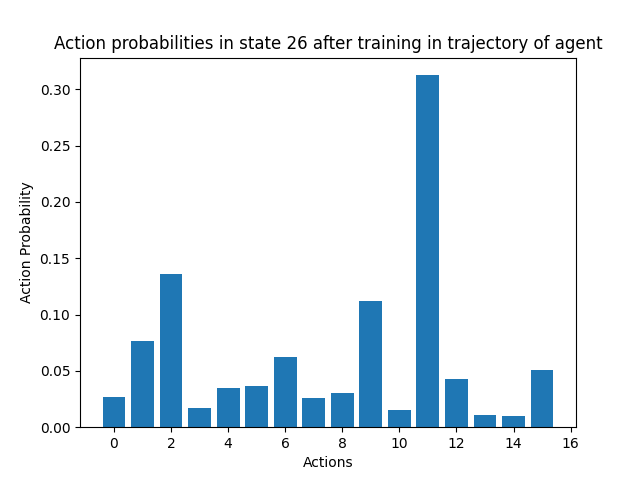 Action probabilities in state 26 after training in trajectory of agent
0.30
0.25
0.20
0.15
0.10
0.05
0.00
Action Probability
0 2 4 6 8 10 12 14 16
Actions